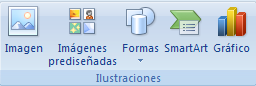 Imagen
Imágenes prediseñadas
Formas
SmartArt
Gráfico
Ilustraciones